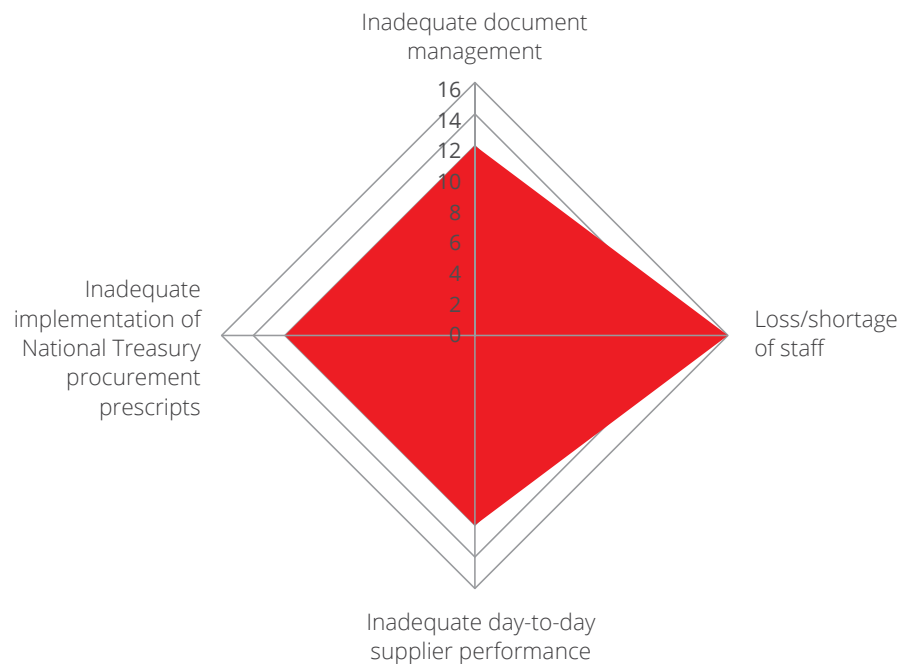 Inadequate document
management
16
14
12
10
8
6
4
2
0
Inadequate
implementation of
National Treasury
procurement
prescripts
Loss/shortage
of staff
Inadequate day-to-day
supplier performance